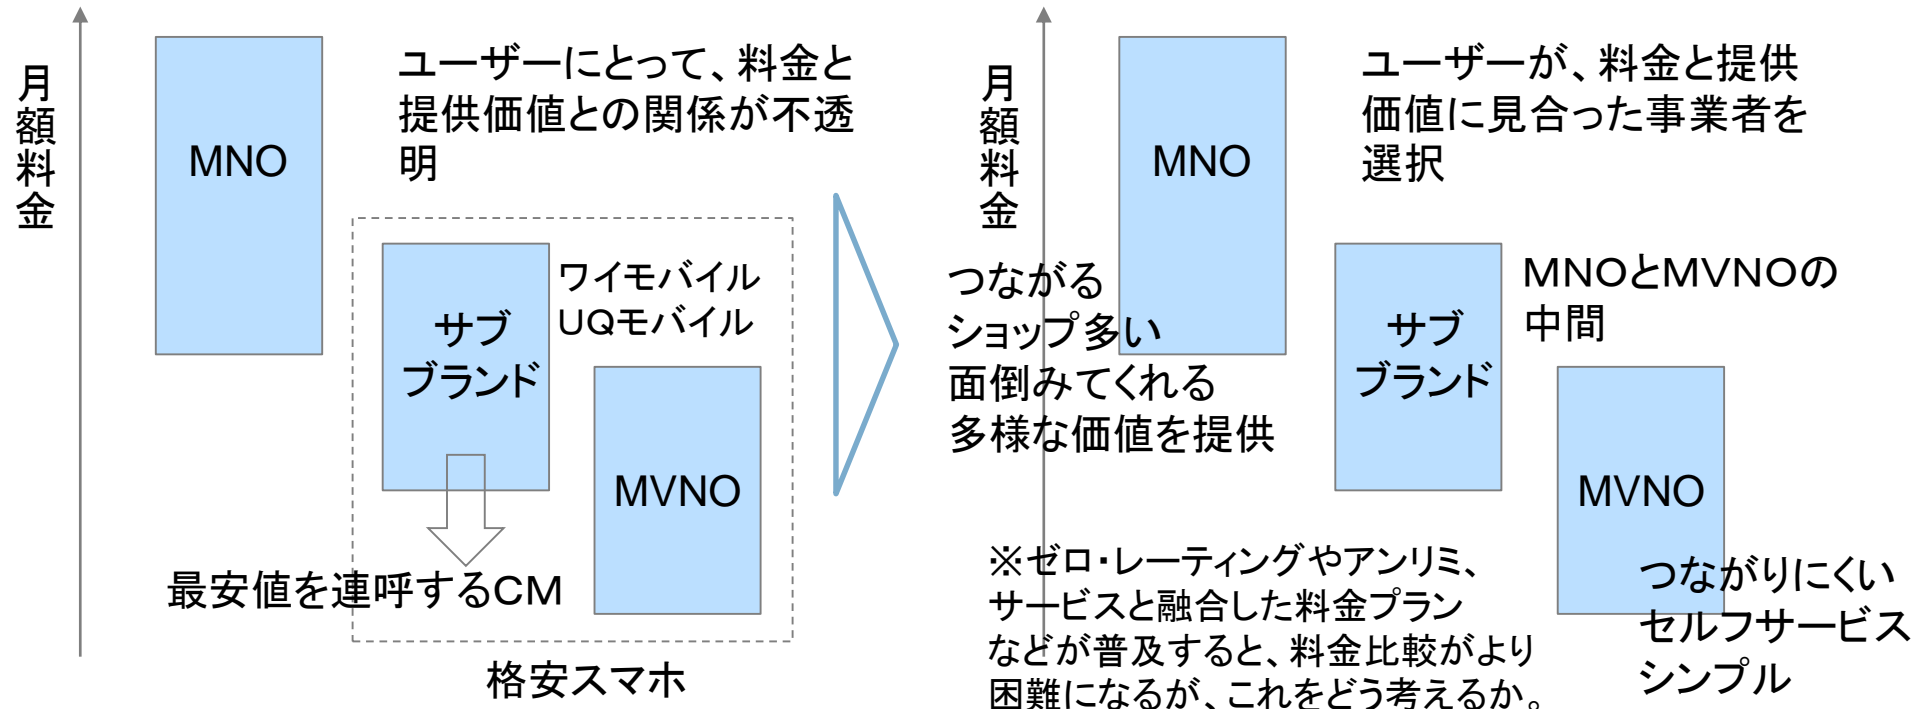 月額料金
MNO
ユーザーにとって、料金と
提供価値との関係が不透
明
サブ
ブランド
ワイモバイル
UQモバイル
MVNO
最安値を連呼するCM
格安スマホ
月額料金
MNO
ユーザーが、料金と提供
価値に見合った事業者を
選択
つながる
ショップ多い
面倒みてくれる
多様な価値を提供
サブ
ブランド
MNOとMVNOの
中間
MVNO
つながりにくい
セルフサービス
シンプル
※ゼロ・レーティングやアンリミ、
サービスと融合した料金プラン
などが普及すると、料金比較がより
困難になるが、これをどう考えるか。